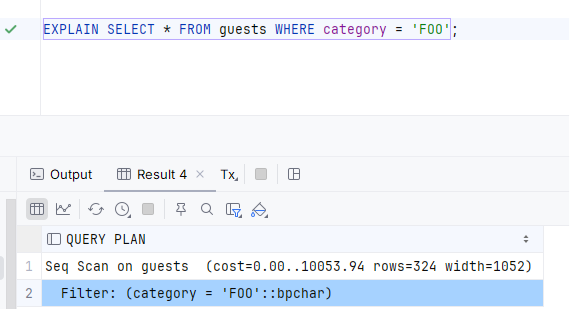 EXPLAIN SELECT * FROM guests WHERE category = 'FOO';
Output
Result 4
Tx
QUERY PLAN
1 Seq Scan on guests  (cost=0.00..10053.94 rows=324 width=1052)
2   Filter: (category = 'FOO'::bpchar)